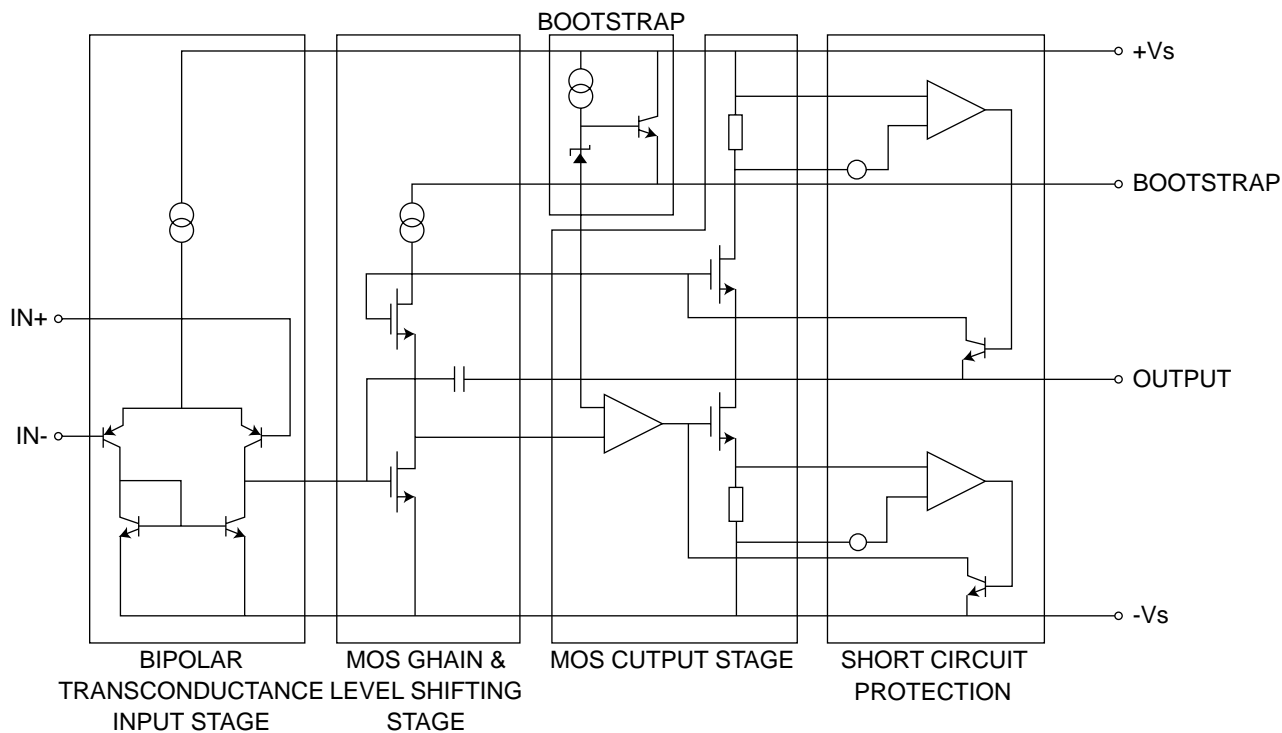 BOOTSTRAP
+Vs
BOOTSTRAP
IN+
OUTPUT
IN-
-Vs
BIPOLAR
TRANSCONDUCTANCE
INPUT STAGE
MOS GHAIN &
LEVEL SHIFTING
STAGE
MOS CUTPUT STAGE
SHORT CIRCUIT
PROTECTION